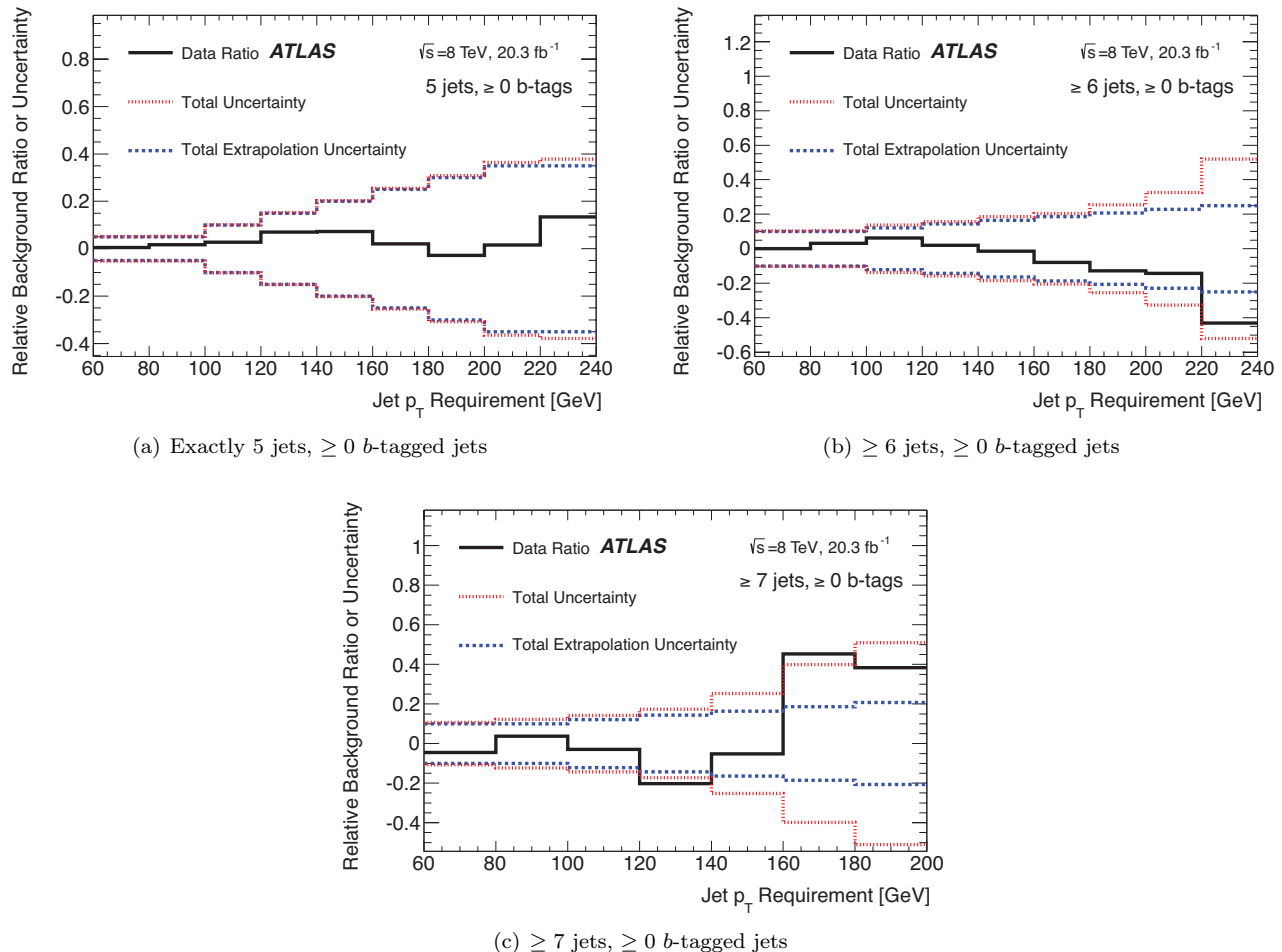 Relative Background Ratio or Uncertainty
Data Ratio ATLAS
√s=8 TeV, 20.3 fb⁻¹
5 jets, ≥ 0 b-tags
Total Uncertainty
Total Extrapolation Uncertainty
0.8
0.6
0.4
0.2
0
-0.2
-0.4
60 80 100 120 140 160 180 200 220 240
Jet p_T Requirement [GeV]
(a) Exactly 5 jets, ≥ 0 b-tagged jets
Relative Background Ratio or Uncertainty
Data Ratio ATLAS
√s=8 TeV, 20.3 fb⁻¹
≥ 6 jets, ≥ 0 b-tags
Total Uncertainty
Total Extrapolation Uncertainty
1.2
1
0.8
0.6
0.4
0.2
0
-0.2
-0.4
-0.6
60 80 100 120 140 160 180 200 220 240
Jet p_T Requirement [GeV]
(b) ≥ 6 jets, ≥ 0 b-tagged jets
Relative Background Ratio or Uncertainty
Data Ratio ATLAS
√s=8 TeV, 20.3 fb⁻¹
≥ 7 jets, ≥ 0 b-tags
Total Uncertainty
Total Extrapolation Uncertainty
1
0.8
0.6
0.4
0.2
0
-0.2
-0.4
60 80 100 120 140 160 180 200
Jet p_T Requirement [GeV]
(c) ≥ 7 jets, ≥ 0 b-tagged jets